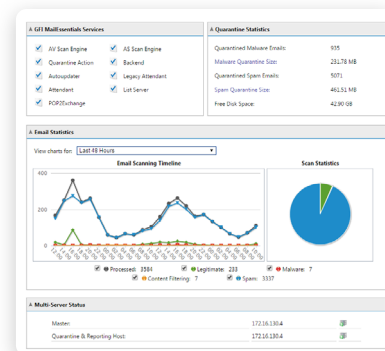 GFI MailEssentials Services
AV Scan Engine
AS Scan Engine
Quarantine Action
Backend
Autoupdater
Legacy Attendant
Attendant
List Server
POP2Exchange
Quarantine Statistics
Quarantined Malware Emails: 935
Malware Quarantine Size: 231.78 MB
Quarantined Spam Emails: 5071
Spam Quarantine Size: 461.51 MB
Free Disk Space: 42.90 GB
Email Statistics
View charts for: Last 48 Hours
Email Scanning Timeline
400
200
0
Processed: 3584
Legitimate: 233
Malware: 7
Content Filtering: 7
Spam: 3337
Scan Statistics
Multi-Server Status
Master: 172.16.130.4
Quarantine & Reporting Host: 172.16.130.4